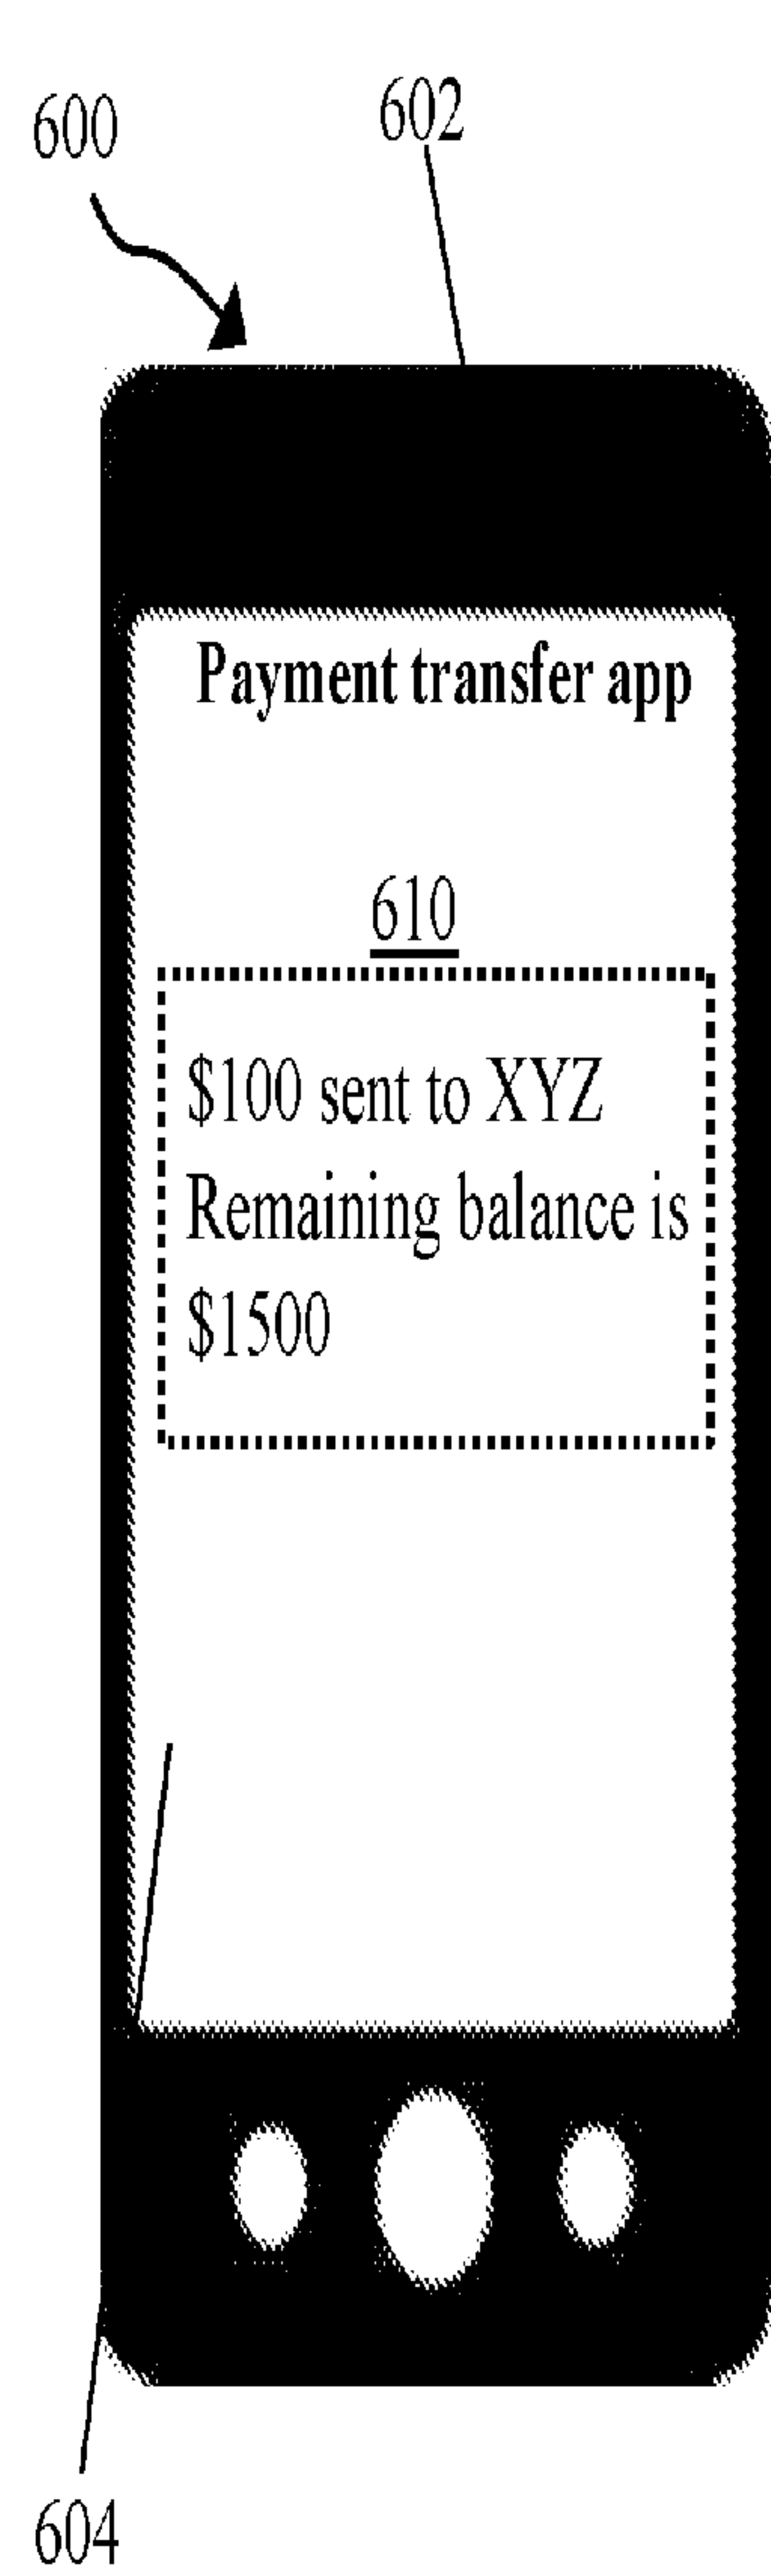 600
602
Payment transfer app
610
$100 sent to XYZ
Remaining balance is
$1500
604